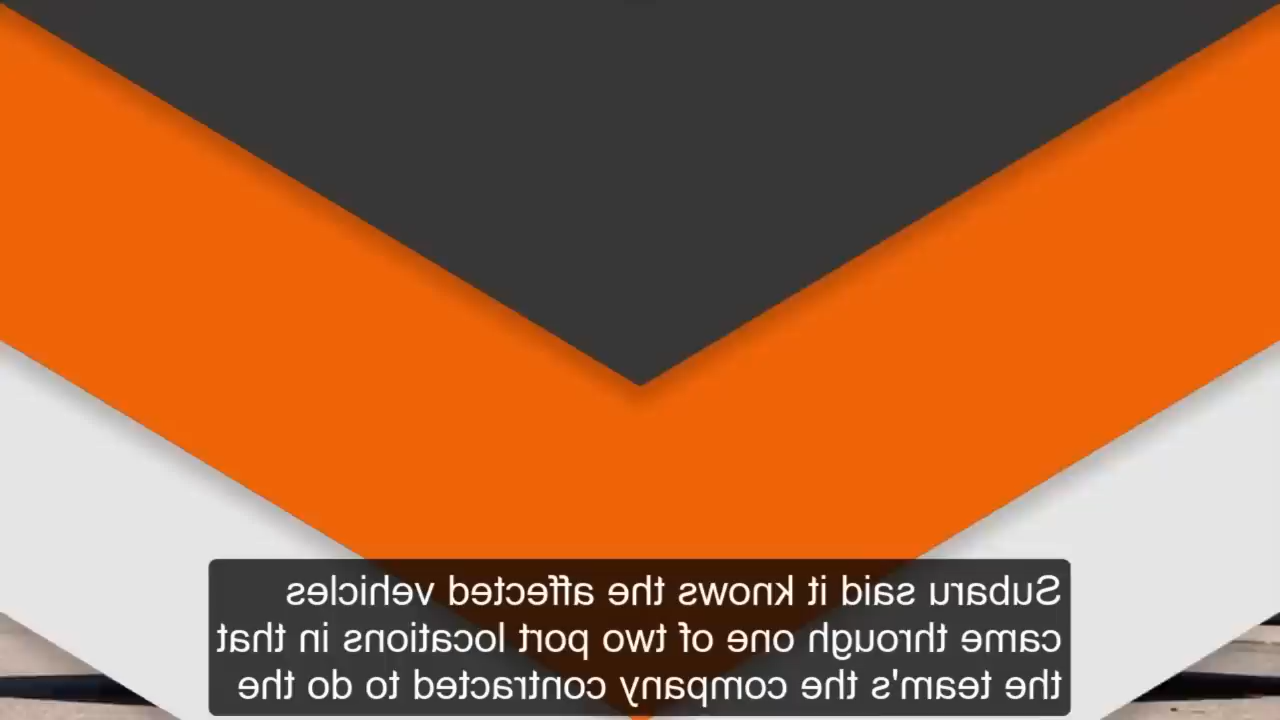 Subaru said it knows the affected vehicles
came through one of two port locations in that
the team's the company contracted to do the